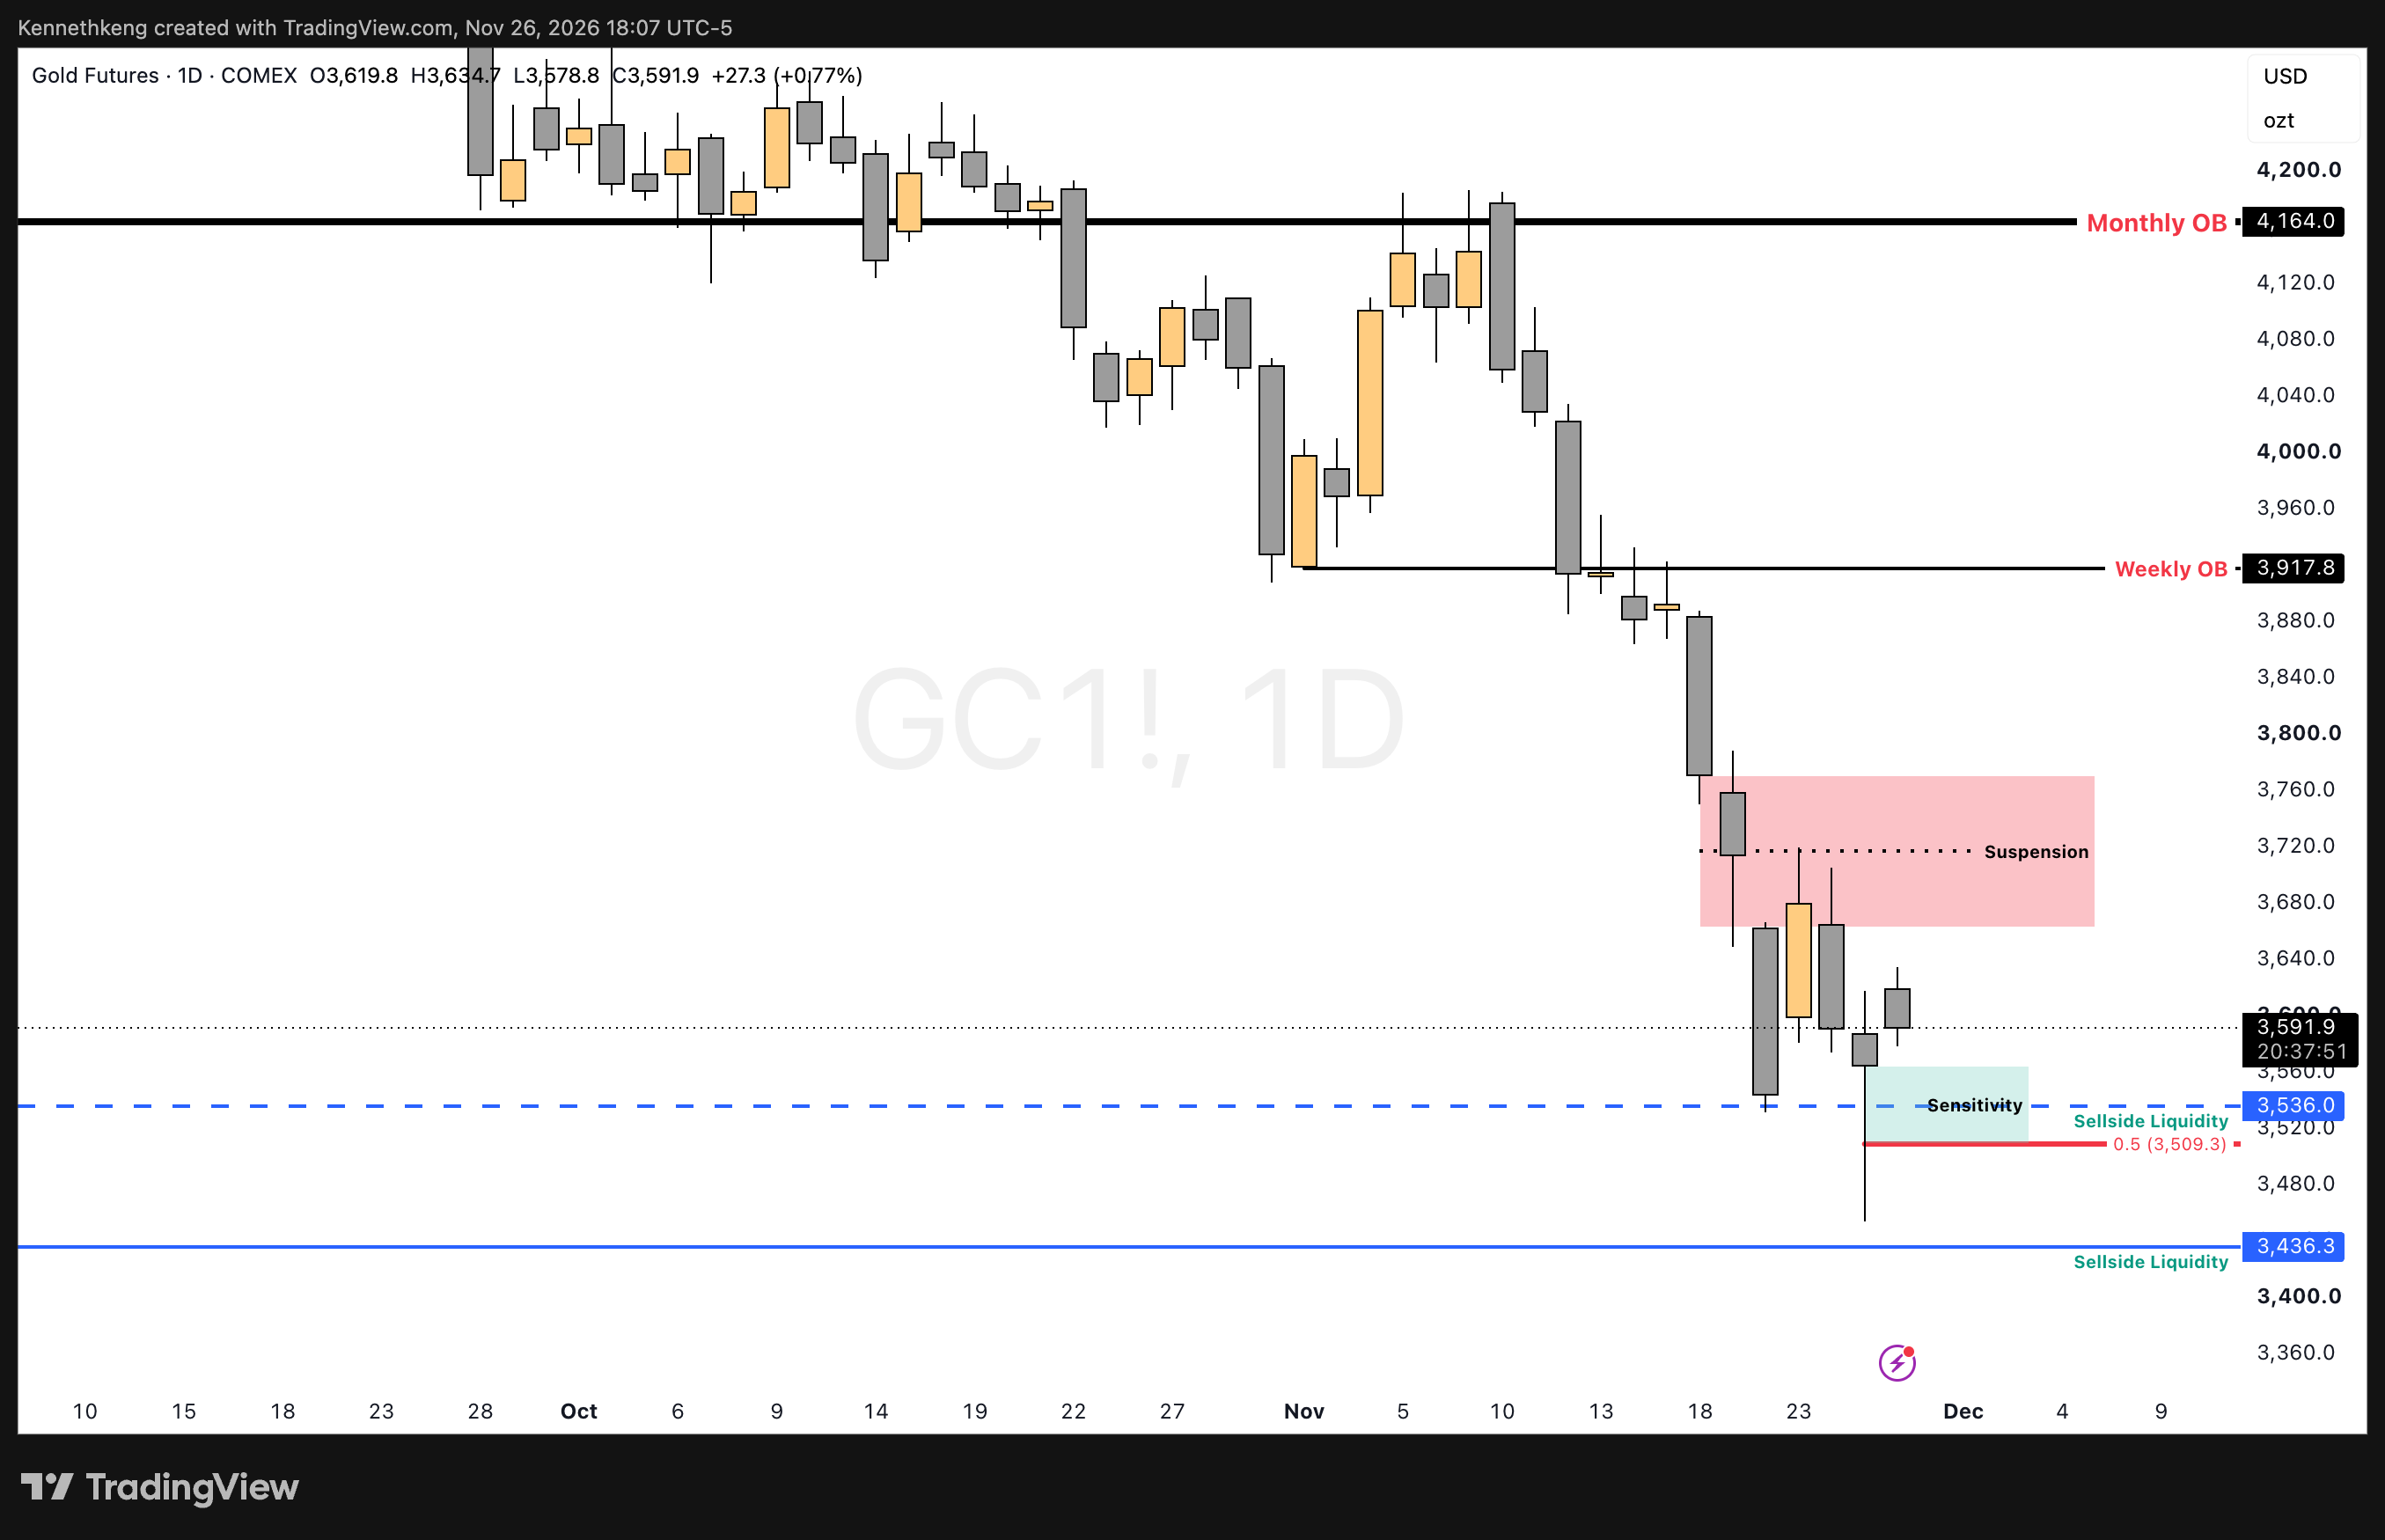 Kennethkeng created with TradingView.com, Nov 26, 2026 18:07 UTC-5
Gold Futures · 1D · COMEX O3,619.8 H3,634.7 L3,578.8 C3,591.9 +27.3 (+0.77%)
USD
ozt
4,200.0
Monthly OB
4,164.0
4,120.0
4,080.0
4,040.0
4,000.0
3,960.0
Weekly OB
3,917.8
3,880.0
3,840.0
GC1!, 1D
3,800.0
3,760.0
3,720.0
Suspension
3,680.0
3,640.0
3,600.0
3,591.9
20:37:51
3,560.0
Sensitivity
3,536.0
Sellside Liquidity
3,520.0
0.5 (3,509.3)
3,480.0
3,436.3
Sellside Liquidity
3,400.0
3,360.0
10 15 18 23 28 Oct 6 9 14 19 22 27 Nov 5 10 13 18 23 Dec 4 9
TradingView